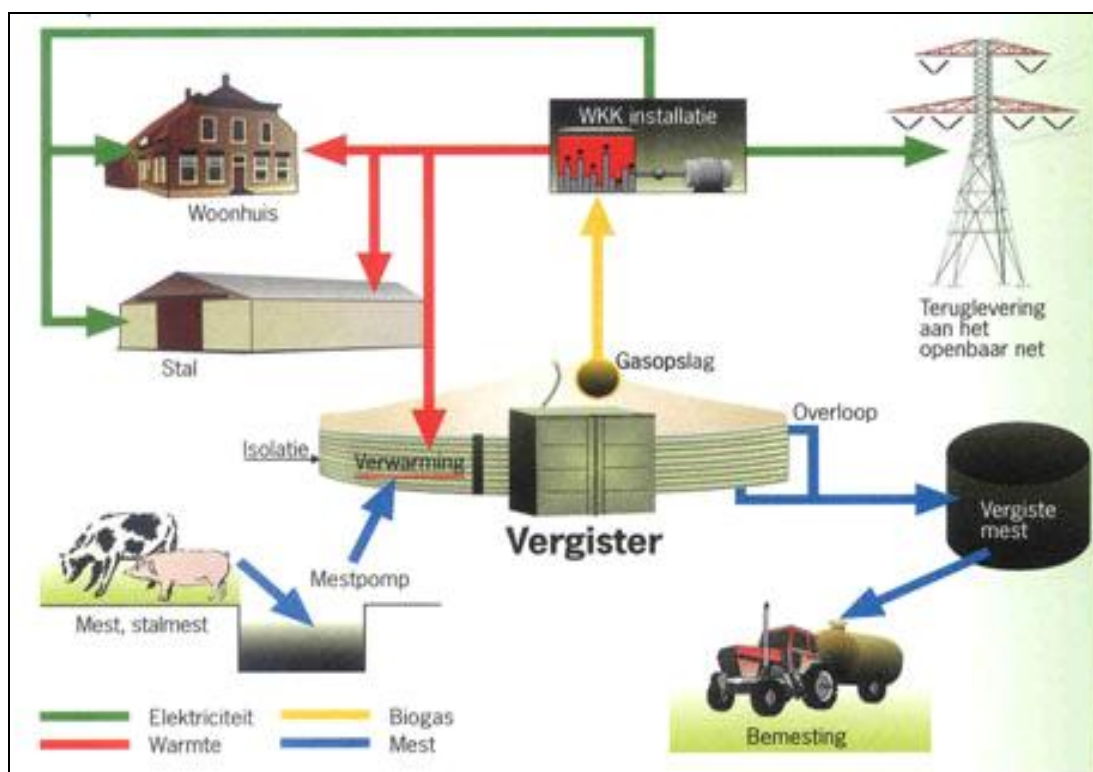 WKK installatie
Woonhuis
Teruglevering
aan het
openbaar net
Stal
Gasopslag
Overloop
Isolatie
Verwarming
Vergiste
mest
Vergister
Mestpomp
Mest, stalmest
Elektriciteit
Biogas
Warmte
Mest
Bemesting